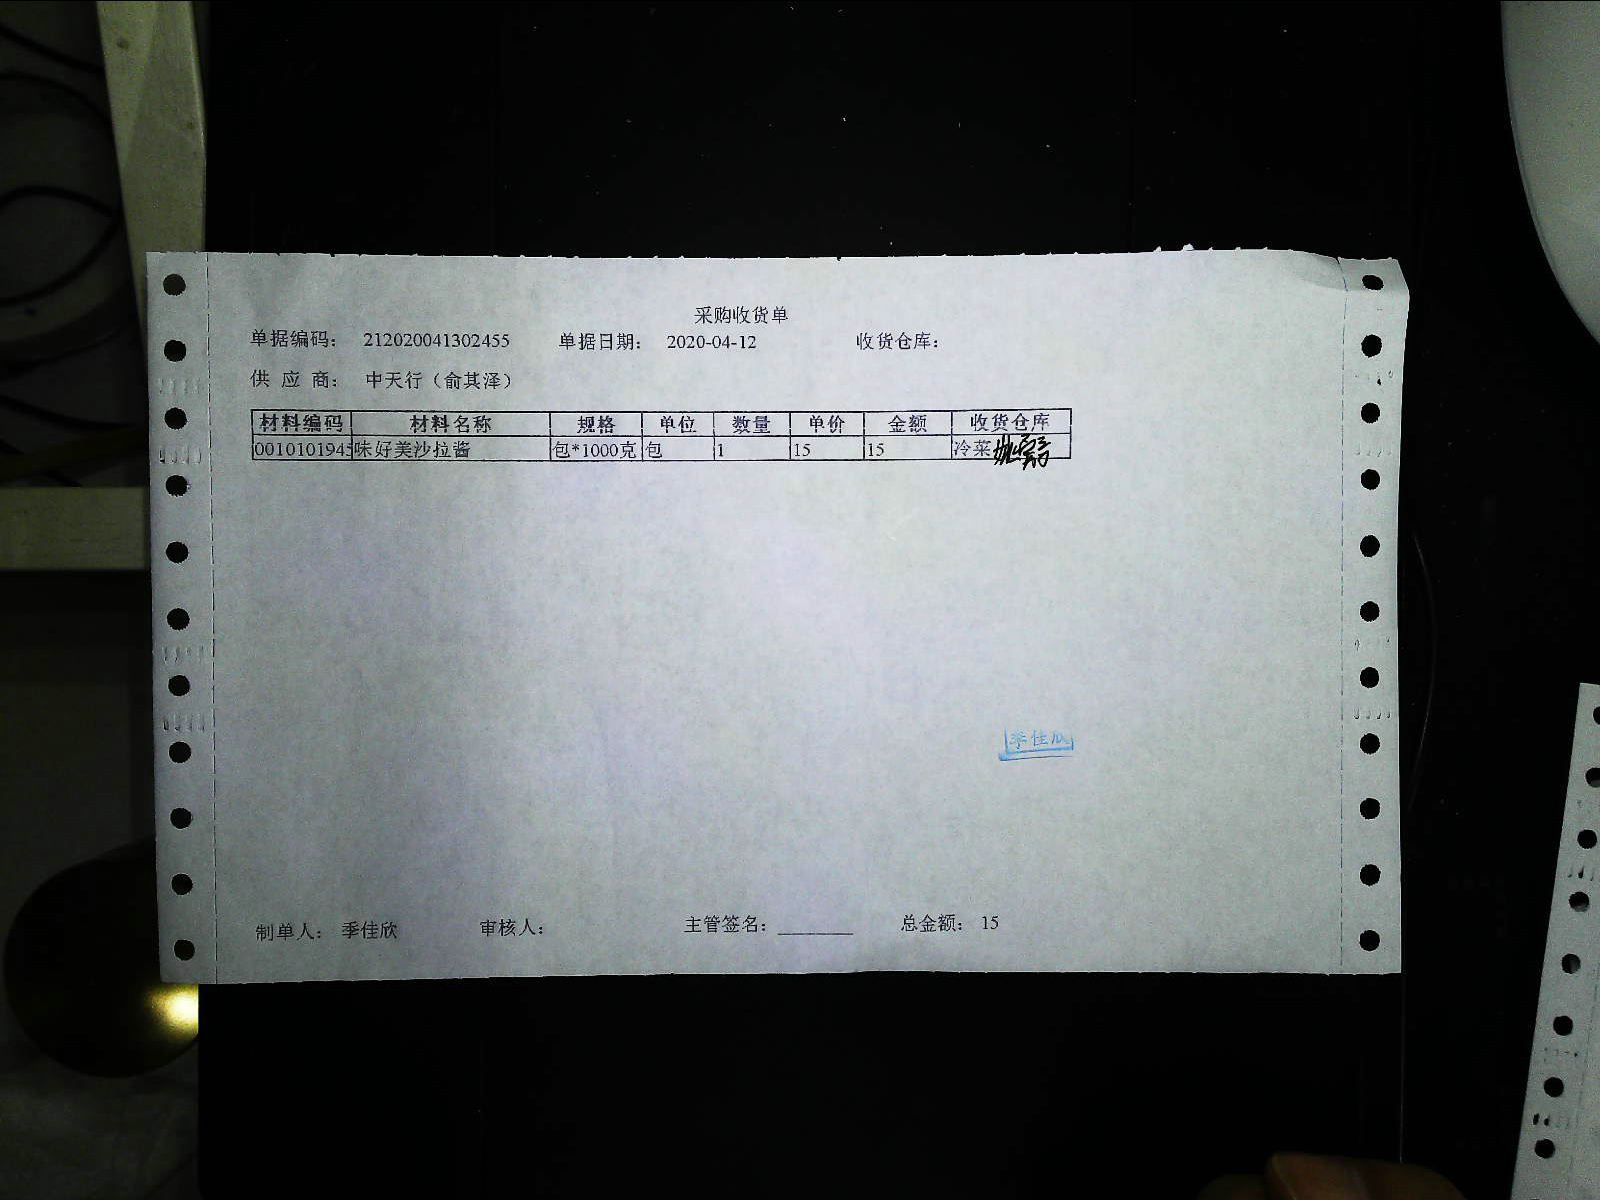 采购收货单
单据编码: 212020041302455 单据日期: 2020-04-12 收货仓库:
供应商: 中天行（俞其泽）
材料编码 材料名称 规格 单位 数量 单价 金额 收货仓库
0010101945 味好美沙拉酱 包*1000克 包 1 15 15 冷菜
季佳欣
制单人: 季佳欣 审核人: 主管签名: ________ 总金额: 15